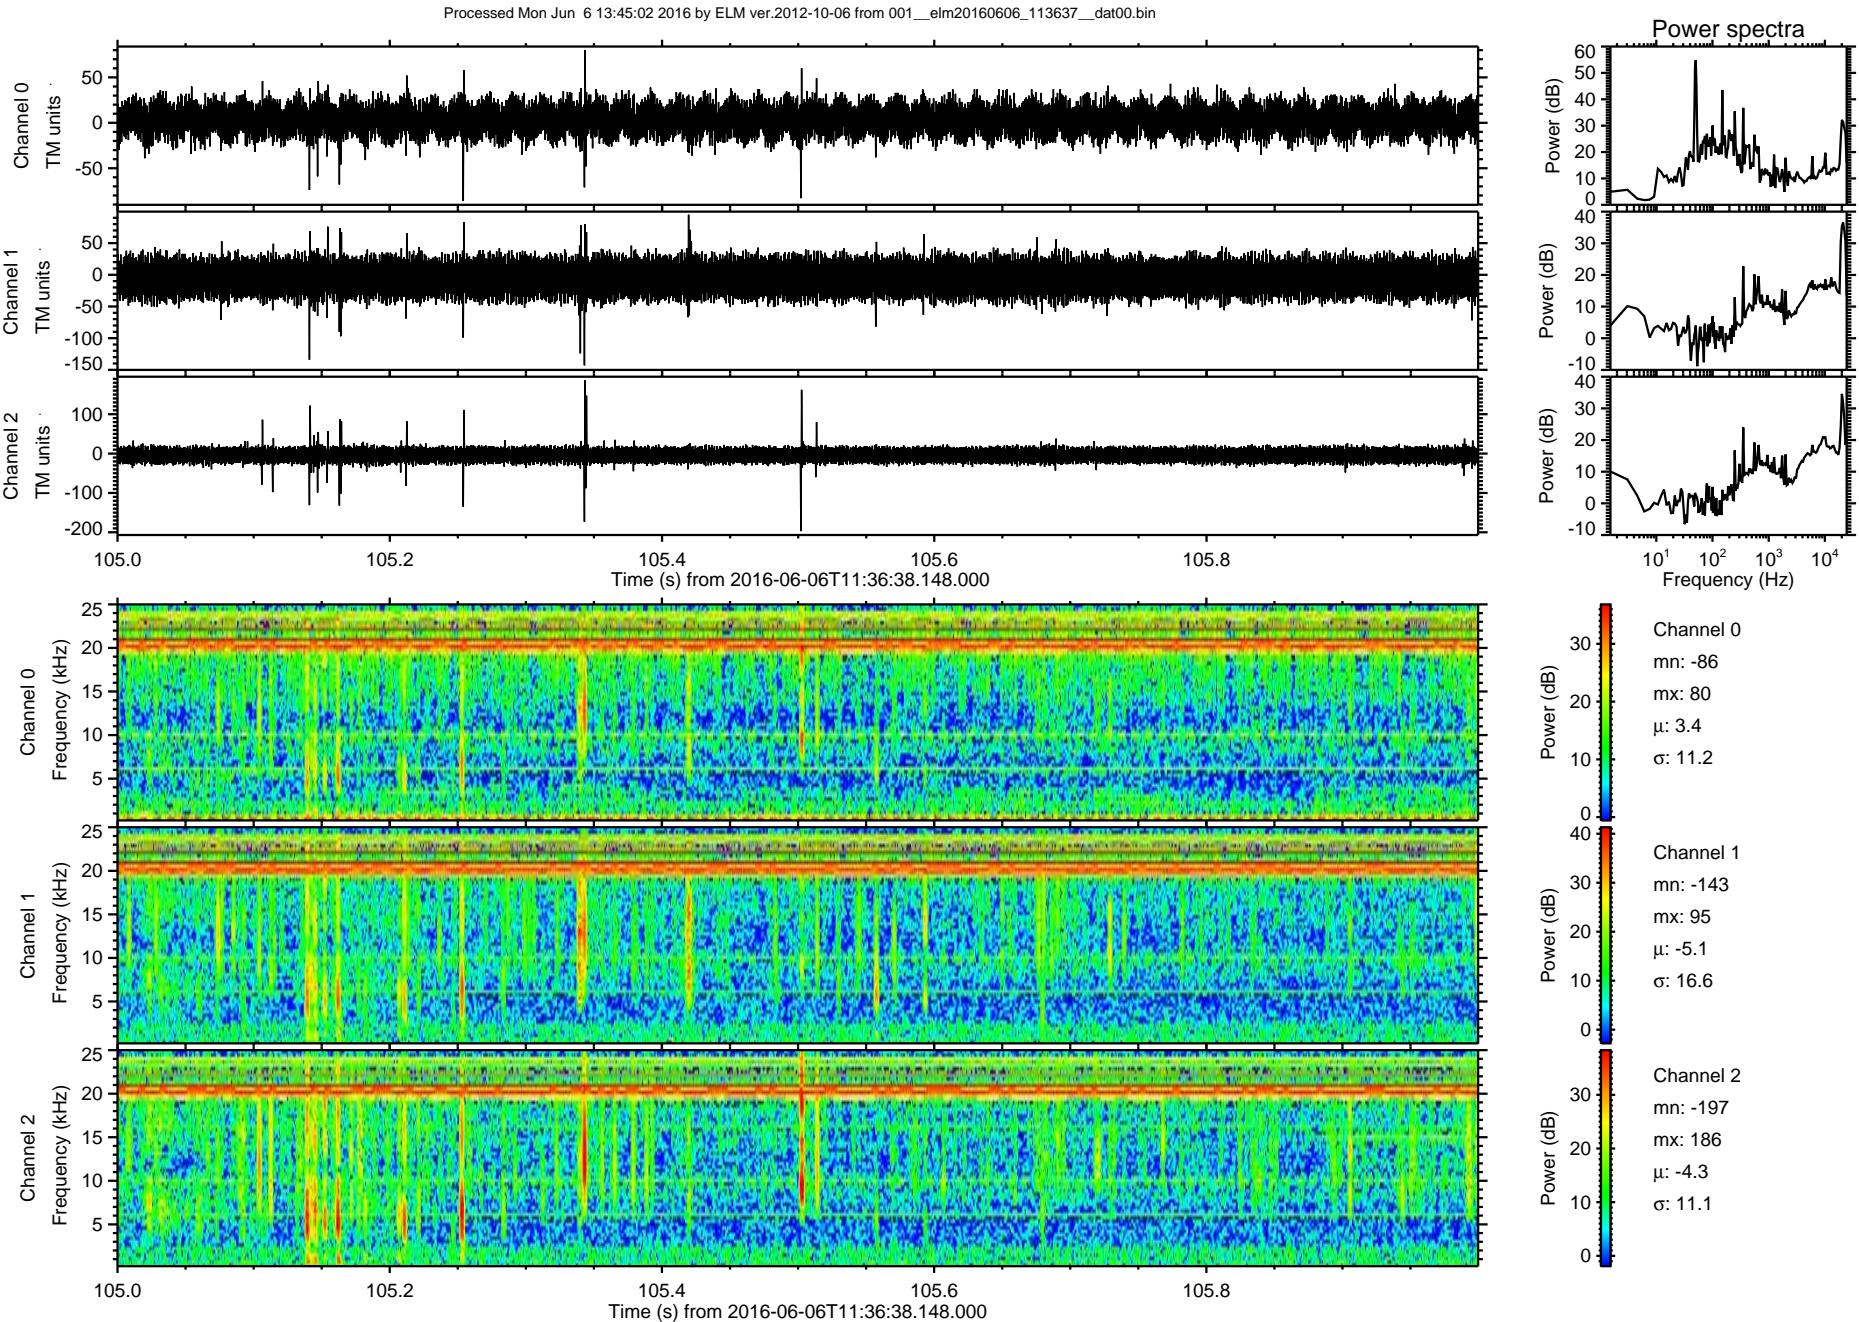 Processed Mon Jun  6 13:45:02 2016 by ELM ver.2012-10-06 from 001__elm20160606_113637__dat00.bin
Power spectra
Channel 0
TM units
50
0
-50
Power (dB)
60
50
40
30
20
10
0
Channel 1
TM units
50
0
-50
-100
-150
Power (dB)
40
30
20
10
0
-10
Channel 2
TM units
100
0
-100
-200
Power (dB)
40
30
20
10
0
-10
105.0 105.2 105.4 105.6 105.8
Time (s) from 2016-06-06T11:36:38.148.000
10^1 10^2 10^3 10^4
Frequency (Hz)
Channel 0
Frequency (kHz)
25
20
15
10
5
Power (dB)
30
20
10
0
Channel 0
mn: -86
mx: 80
μ: 3.4
σ: 11.2
Channel 1
Frequency (kHz)
25
20
15
10
5
Power (dB)
40
30
20
10
0
Channel 1
mn: -143
mx: 95
μ: -5.1
σ: 16.6
Channel 2
Frequency (kHz)
25
20
15
10
5
Power (dB)
30
20
10
0
Channel 2
mn: -197
mx: 186
μ: -4.3
σ: 11.1
105.0 105.2 105.4 105.6 105.8
Time (s) from 2016-06-06T11:36:38.148.000